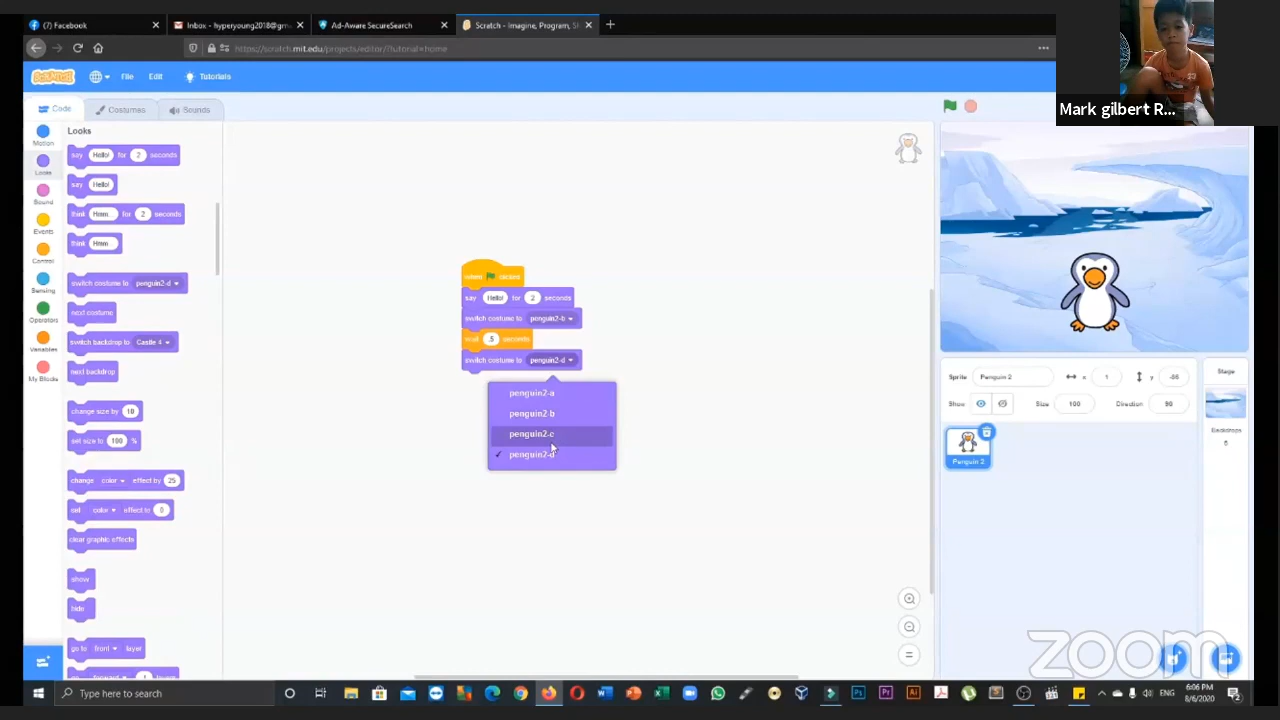 (7) Facebook
Inbox - hyperyoung2018@gm
Ad-Aware SecureSearch
Scratch - Imagine, Program, S
https://scratch.mit.edu/projects/editor/?tutorial=home
Mark gilbert R...
SCRATCH
File
Edit
Tutorials
Code
Costumes
Sounds
Motion
Looks
Sound
Events
Control
Sensing
Operators
Variables
My Blocks
Looks
say Hello! for 2 seconds
say Hello!
think Hmm... for 2 seconds
think Hmm...
switch costume to penguin2-d
next costume
switch backdrop to Castle 4
next backdrop
change size by 10
set size to 100 %
change color effect by 25
set color effect to 0
clear graphic effects
show
hide
go to front layer
go forward 1 layers
when clicked
say Hello! for 2 seconds
switch costume to penguin2-b
wait .5 seconds
switch costume to penguin2-d
penguin2-a
penguin2-b
penguin2-c
penguin2-d
Sprite Penguin 2 x 1 y -86
Show Size 100 Direction 90
Penguin 2
Stage
Backdrops
6
zoom
Type here to search
ENG
6:06 PM
8/6/2020
2